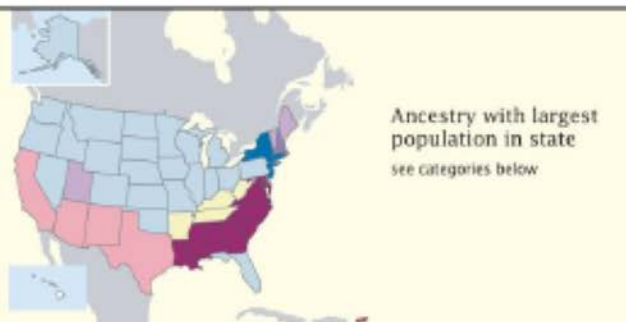 Ancestry with largest
population in state
see categories below